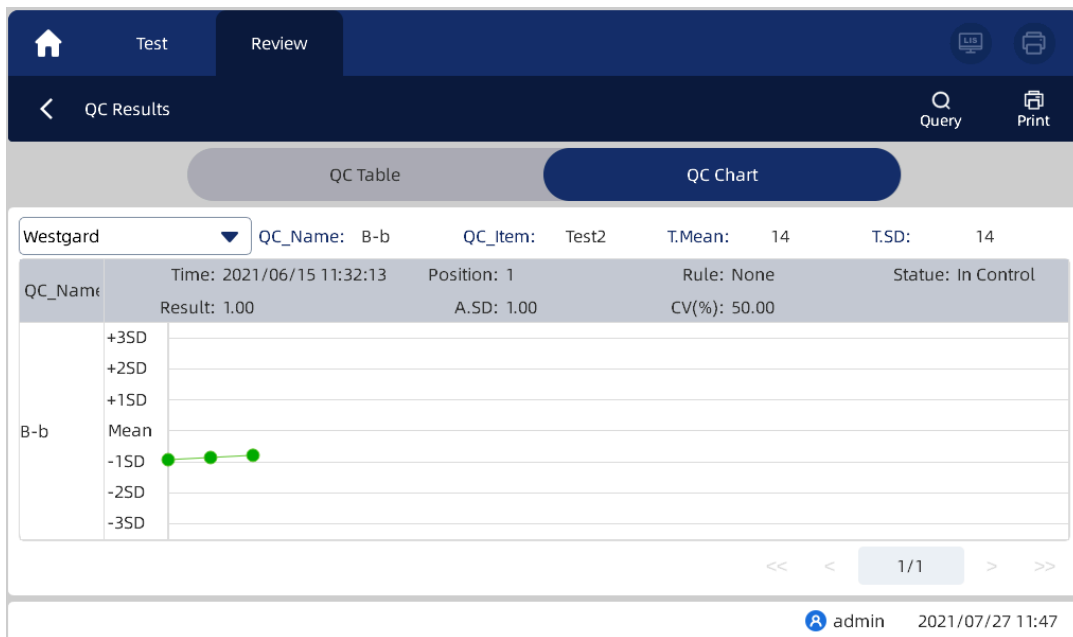 Test Review LIS
QC Results Query Print
QC Table QC Chart
Westgard QC_Name: B-b QC_Item: Test2 T.Mean: 14 T.SD: 14
QC_Name Time: 2021/06/15 11:32:13 Position: 1 Rule: None Statue: In Control
Result: 1.00 A.SD: 1.00 CV(%): 50.00
+3SD
+2SD
+1SD
B-b Mean
-1SD
-2SD
-3SD
<< < 1/1 > >>
admin 2021/07/27 11:47